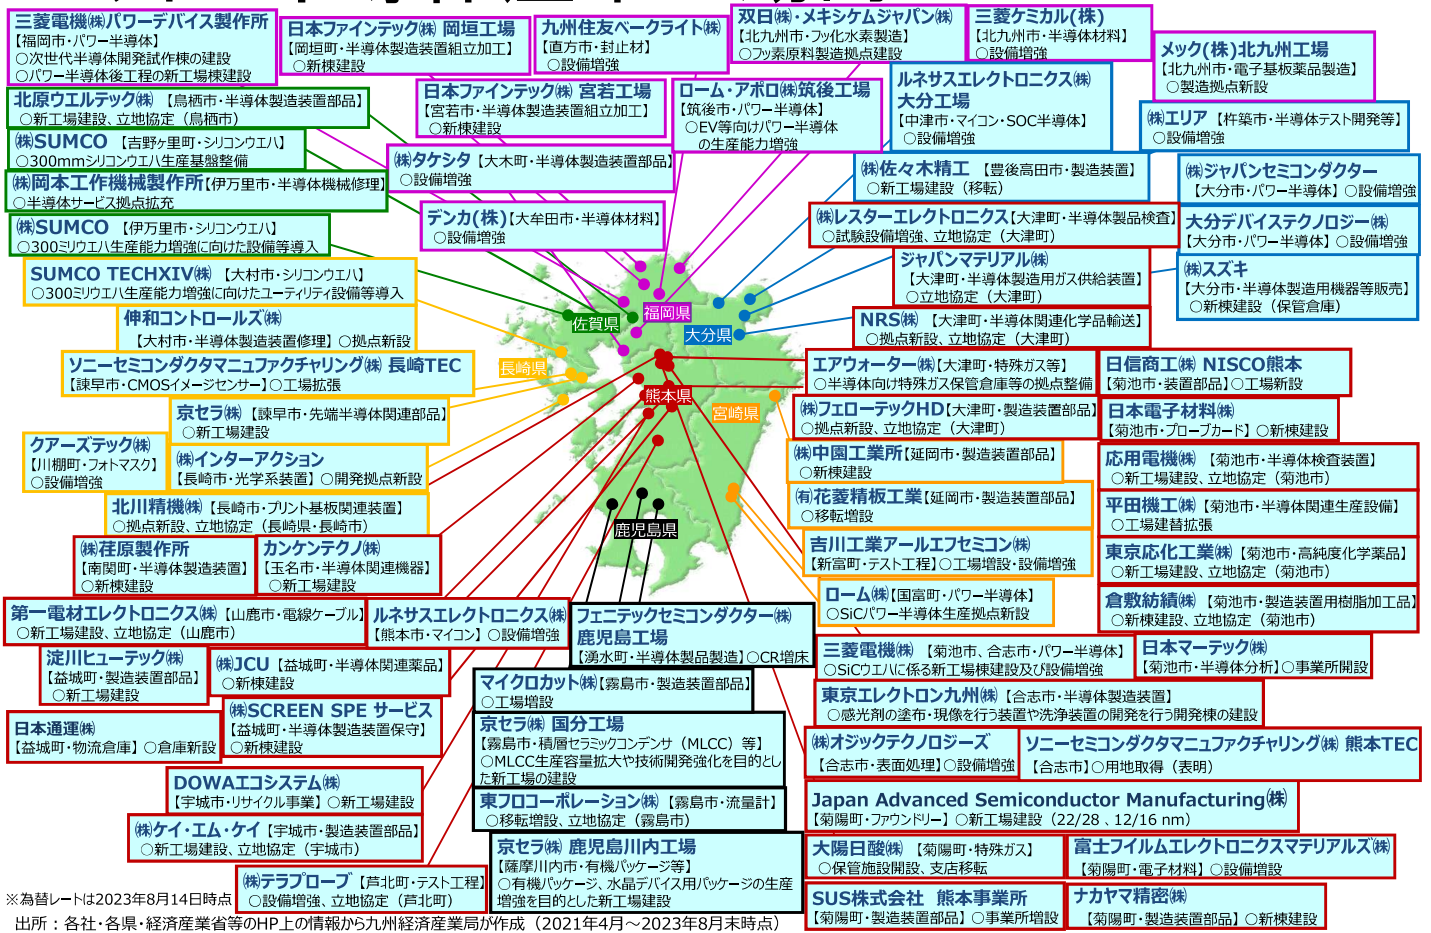 三菱電機㈱パワーデバイス製作所
【福岡市・パワー半導体】
○次世代半導体開発試作棟の建設
○パワー半導体後工程の新工場棟建設
日本ファインテック㈱ 岡垣工場
【岡垣町・半導体製造装置組立加工】
○新棟建設
九州住友ベークライト㈱
【直方市・封止材】
○設備増強
双日㈱・メキシケムジャパン㈱
【北九州市・フッ化水素製造】
○フッ素原料製造拠点建設
三菱ケミカル(株)
【北九州市・半導体材料】
○設備増強
メック(株)北九州工場
【北九州市・電子基板薬品製造】
○製造拠点新設
北原ウエルテック㈱ 【鳥栖市・半導体製造装置部品】
○新工場建設、立地協定（鳥栖市）
日本ファインテック㈱ 宮若工場
【宮若市・半導体製造装置組立加工】
○新棟建設
ローム・アポロ㈱筑後工場
【筑後市・パワー半導体】
○EV等向けパワー半導体
の生産能力増強
ルネサスエレクトロニクス㈱
大分工場
【中津市・マイコン・SOC半導体】
○設備増強
㈱エリア 【杵築市・半導体テスト開発等】
○設備増強
㈱SUMCO 【吉野ヶ里町・シリコンウエハ】
○300mmシリコンウエハ生産基盤整備
㈱タケシタ 【大木町・半導体製造装置部品】
○設備増強
㈱佐々木精工 【豊後高田市・製造装置】
○新工場建設（移転）
㈱ジャパンセミコンダクター
【大分市・パワー半導体】 ○設備増強
㈱岡本工作機械製作所【伊万里市・半導体機械修理】
○半導体サービス拠点拡充
デンカ(株)【大牟田市・半導体材料】
○設備増強
㈱レスターエレクトロニクス【大津町・半導体製品検査】
○試験設備増強、立地協定（大津町）
大分デバイステクノロジー㈱
【大分市・パワー半導体】 ○設備増強
㈱SUMCO 【伊万里市・シリコンウエハ】
○300ミリウエハ生産能力増強に向けた設備等導入
ジャパンマテリアル㈱
【大津町・半導体製造用ガス供給装置】
○立地協定（大津町）
㈱スズキ
【大分市・半導体製造用機器等販売】
○新棟建設（保管倉庫）
SUMCO TECHXIV㈱ 【大村市・シリコンウエハ】
○300ミリウエハ生産能力増強に向けたユーティリティ設備等導入
伸和コントロールズ㈱
【大村市・半導体製造装置修理】 ○拠点新設
NRS㈱ 【大津町・半導体関連化学品輸送】
○拠点新設、立地協定（大津町）
福岡県
佐賀県
大分県
長崎県
熊本県
宮崎県
鹿児島県
ソニーセミコンダクタマニュファクチャリング㈱ 長崎TEC
【諫早市・CMOSイメージセンサー】○工場拡張
エアウォーター㈱【大津町・特殊ガス等】
○半導体向け特殊ガス保管倉庫等の拠点整備
日信商工㈱ NISCO熊本
【菊池市・装置部品】○工場新設
京セラ㈱ 【諫早市・先端半導体関連部品】
○新工場建設
㈱フェローテックHD【大津町・製造装置部品】
○拠点新設、立地協定（大津町）
日本電子材料㈱
【菊池市・プローブカード】 ○新棟建設
クアーズテック㈱
【川棚町・フォトマスク】
○設備増強
㈱インターアクション
【長崎市・光学系装置】 ○開発拠点新設
㈱中園工業所【延岡市・製造装置部品】
○新棟建設
応用電機㈱ 【菊池市・半導体検査装置】
○新工場建設、立地協定（菊池市）
北川精機㈱ 【長崎市・プリント基板関連装置】
○拠点新設、立地協定（長崎県・長崎市）
㈲花菱精板工業【延岡市・製造装置部品】
○移転増設
平田機工㈱ 【菊池市・半導体関連生産設備】
○工場建替拡張
㈱荏原製作所
【南関町・半導体製造装置】
○新棟建設
カンケンテクノ㈱
【玉名市・半導体関連機器】
○新工場建設
吉川工業アールエフセミコン㈱
【新富町・テスト工程】○工場増設・設備増強
東京応化工業㈱ 【菊池市・高純度化学薬品】
○新工場建設、立地協定（菊池市）
ローム㈱【国富町・パワー半導体】
○SiCパワー半導体生産拠点新設
倉敷紡績㈱ 【菊池市・製造装置用樹脂加工品】
○新棟建設、立地協定（菊池市）
第一電材エレクトロニクス㈱ 【山鹿市・電線ケーブル】
○新工場建設、立地協定（山鹿市）
ルネサスエレクトロニクス㈱
【熊本市・マイコン】 ○設備増強
フェニテックセミコンダクター㈱
鹿児島工場
【湧水町・半導体製品製造】○CR増床
三菱電機㈱ 【菊池市、合志市・パワー半導体】
○SiCウエハに係る新工場棟建設及び設備増強
日本マーテック㈱
【菊池市・半導体分析】○事業所開設
淀川ヒューテック㈱
【益城町・製造装置部品】
○新工場建設
㈱JCU 【益城町・半導体関連薬品】
○新棟建設
マイクロカット㈱【霧島市・製造装置部品】
○工場増設
東京エレクトロン九州㈱ 【合志市・半導体製造装置】
○感光剤の塗布・現像を行う装置や洗浄装置の開発を行う開発棟の建設
日本通運㈱
【益城町・物流倉庫】 ○倉庫新設
㈱SCREEN SPE サービス
【益城町・半導体製造装置保守】
○新棟建設
京セラ㈱ 国分工場
【霧島市・積層セラミックコンデンサ（MLCC）等】
○MLCC生産容量拡大や技術開発強化を目的とし
た新工場の建設
㈱オジックテクノロジーズ
【合志市・表面処理】○設備増強
ソニーセミコンダクタマニュファクチャリング㈱ 熊本TEC
【合志市】○用地取得（表明）
DOWAエコシステム㈱
【宇城市・リサイクル事業】 ○新工場建設
東フロコーポレーション㈱ 【霧島市・流量計】
○移転増設、立地協定（霧島市）
Japan Advanced Semiconductor Manufacturing㈱
【菊陽町・ファウンドリー】 ○新工場建設（22/28 、12/16 nm）
㈱ケイ・エム・ケイ 【宇城市・製造装置部品】
○新工場建設、立地協定（宇城市）
京セラ㈱ 鹿児島川内工場
【薩摩川内市・有機パッケージ等】
○有機パッケージ、水晶デバイス用パッケージの生産
増強を目的とした新工場建設
大陽日酸㈱ 【菊陽町・特殊ガス】
○保管施設開設、支店移転
富士フイルムエレクトロニクスマテリアルズ㈱
【菊陽町・電子材料】 ○設備増強
㈱テラプローブ 【芦北町・テスト工程】
○設備増強、立地協定（芦北町）
SUS株式会社 熊本事業所
【菊陽町・製造装置部品】 ○事業所増設
ナカヤマ精密㈱
【菊陽町・製造装置部品】 ○新棟建設
※為替レートは2023年8月14日時点
出所：各社・各県・経済産業省等のHP上の情報から九州経済産業局が作成（2021年4月～2023年8月末時点）